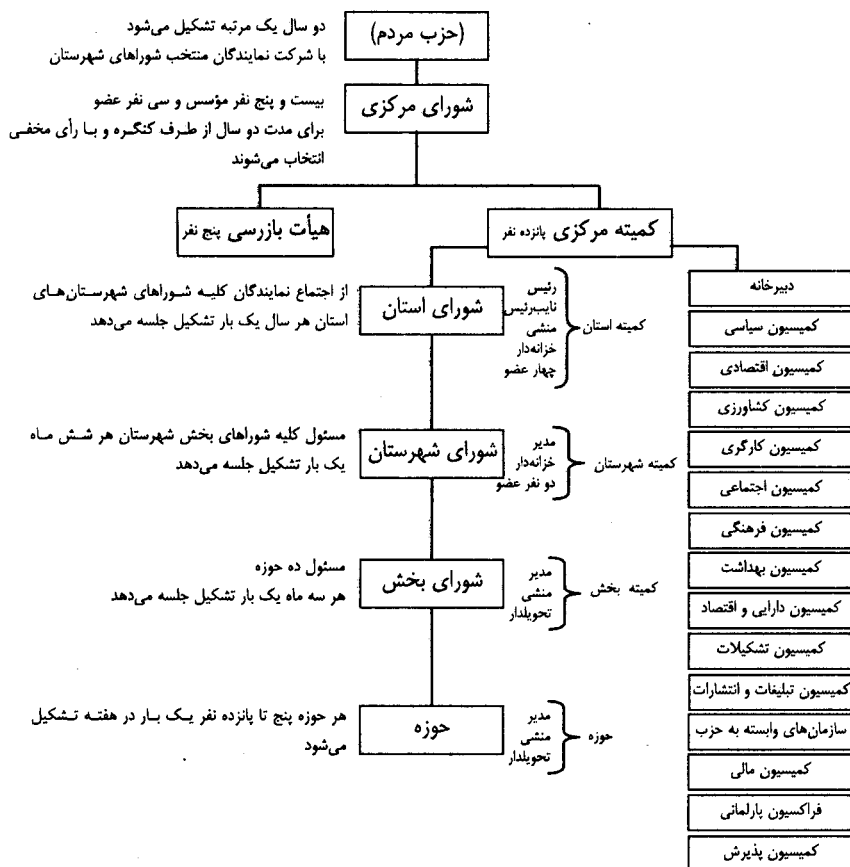 (حزب مردم)
دو سال یک مرتبه تشکیل می‌شود
با شرکت نمایندگان منتخب شوراهای شهرستان
شورای مرکزی
بیست و پنج نفر مؤسس و سی نفر عضو
برای مدت دو سال از طرف کنگره و با رأی مخفی
انتخاب می‌شوند
کمیته مرکزی پانزده نفر
هیأت بازرسی پنج نفر
دبیرخانه
کمیسیون سیاسی
کمیسیون اقتصادی
کمیسیون کشاورزی
کمیسیون کارگری
کمیسیون اجتماعی
کمیسیون فرهنگی
کمیسیون بهداشت
کمیسیون دارایی و اقتصاد
کمیسیون تشکیلات
کمیسیون تبلیغات و انتشارات
سازمان‌های وابسته به حزب
کمیسیون مالی
فراکسیون پارلمانی
کمیسیون پذیرش
کمیته استان
رئیس
نایب‌رئیس
منشی
خزانه‌دار
چهار عضو
شورای استان
از اجتماع نمایندگان کلیه شوراهای شهرستان‌های
استان هر سال یک بار تشکیل جلسه می‌دهد
کمیته شهرستان
مدیر
خزانه‌دار
دو نفر عضو
شورای شهرستان
مسئول کلیه شوراهای بخش شهرستان هر شش ماه
یک بار تشکیل جلسه می‌دهد
کمیته بخش
مدیر
منشی
تحویلدار
شورای بخش
مسئول ده حوزه
هر سه ماه یک بار تشکیل جلسه می‌دهد
حوزه
مدیر
منشی
تحویلدار
حوزه
هر حوزه پنج تا پانزده نفر یک بار در هفته تشکیل
می‌شود